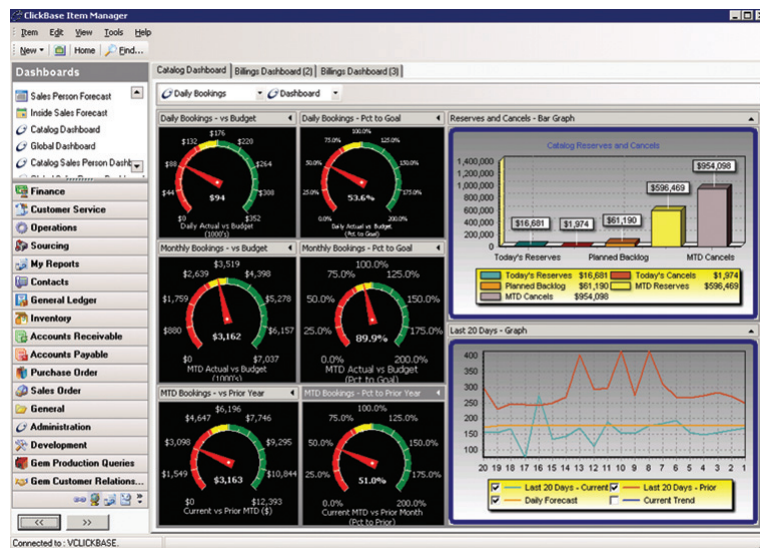 ClickBase Item Manager
Item Edit View Tools Help
New Home Find...
Dashboards
Sales Person Forecast
Inside Sales Forecast
Catalog Dashboard
Global Dashboard
Catalog Sales Person Dashb
Finance
Customer Service
Operations
Sourcing
My Reports
Contacts
General Ledger
Inventory
Accounts Receivable
Accounts Payable
Purchase Order
Sales Order
General
Administration
Development
Gem Production Queries
Gem Customer Relations...
<< >>
Connected to : VCLICKBASE.
Catalog Dashboard Billings Dashboard (2) Billings Dashboard (3)
Daily Bookings Dashboard
Daily Bookings - vs Budget
$176
$132 $220
$88 $264
$44 $308
$94
$0 $352
Daily Actual vs Budget
(1000's)
Daily Bookings - Pct to Goal
100.0%
75.0% 125.0%
50.0% 150.0%
25.0% 175.0%
53.6%
0.0% 200.0%
Daily Actual vs Budget
(Pct to Goal)
Monthly Bookings - vs Budget
$3,519
$2,639 $4,398
$1,759 $5,278
$880 $6,157
$3,162
$0 $7,037
MTD Actual vs Budget
(1000's)
Monthly Bookings - Pct to Goal
100.0%
75.0% 125.0%
50.0% 150.0%
25.0% 175.0%
89.9%
0.0% 200.0%
MTD Actual vs Budget
(Pct to Goal)
MTD Bookings - vs Prior Year
$6,196
$4,647 $7,746
$3,098 $9,295
$1,549 $10,844
$3,163
$0 $12,393
Current vs Prior MTD ($)
MTD Bookings - Pct to Prior Year
100.0%
75.0% 125.0%
50.0% 150.0%
25.0% 175.0%
51.0%
0.0% 200.0%
Current MTD vs Prior Month
(Pct to Prior)
Reserves and Cancels - Bar Graph
Catalog Reserves and Cancels
1,400,000
1,200,000
1,000,000
800,000
600,000
400,000
200,000
0
$16,681 $1,974 $61,190 $596,469 $954,098
Today's Reserves Planned Backlog MTD Cancels
Today's Reserves $16,681 Today's Cancels $1,974
Planned Backlog $61,190 MTD Reserves $596,469
MTD Cancels $954,098
Last 20 Days - Graph
400
350
300
250
200
150
100
20 19 18 17 16 15 14 13 12 11 10 9 8 7 6 5 4 3 2 1
Last 20 Days - Current Last 20 Days - Prior
Daily Forecast Current Trend